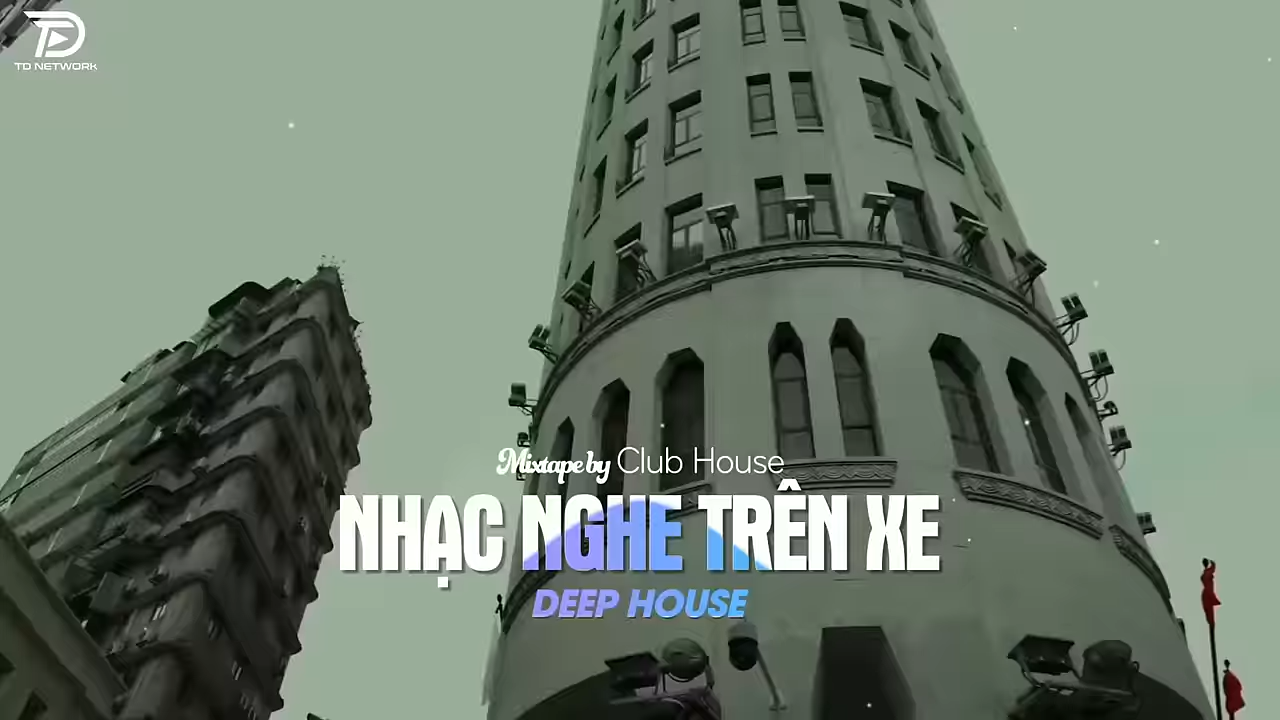 TD NETWORK
Mixtape by Club House
NHẠC NGHE TRÊN XE
DEEP HOUSE